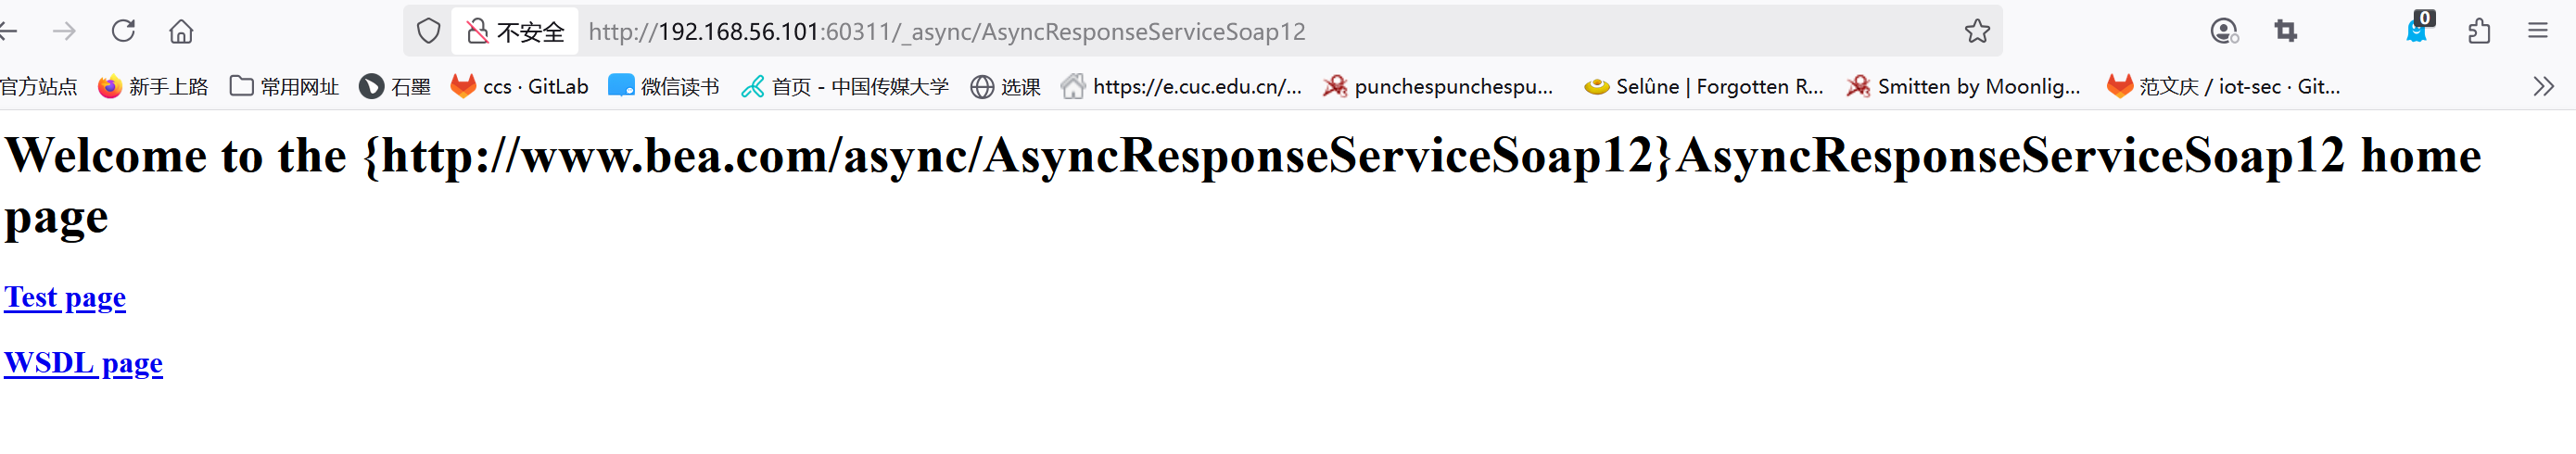 不安全 http://192.168.56.101:60311/_async/AsyncResponseServiceSoap12 0
官方站点 新手上路 常用网址 石墨 ccs · GitLab 微信读书 首页 - 中国传媒大学 选课 https://e.cuc.edu.cn/... punchespunchespu... Selûne | Forgotten R... Smitten by Moonlig... 范文庆 / iot-sec · Git...
Welcome to the {http://www.bea.com/async/AsyncResponseServiceSoap12}AsyncResponseServiceSoap12 home
page
Test page
WSDL page